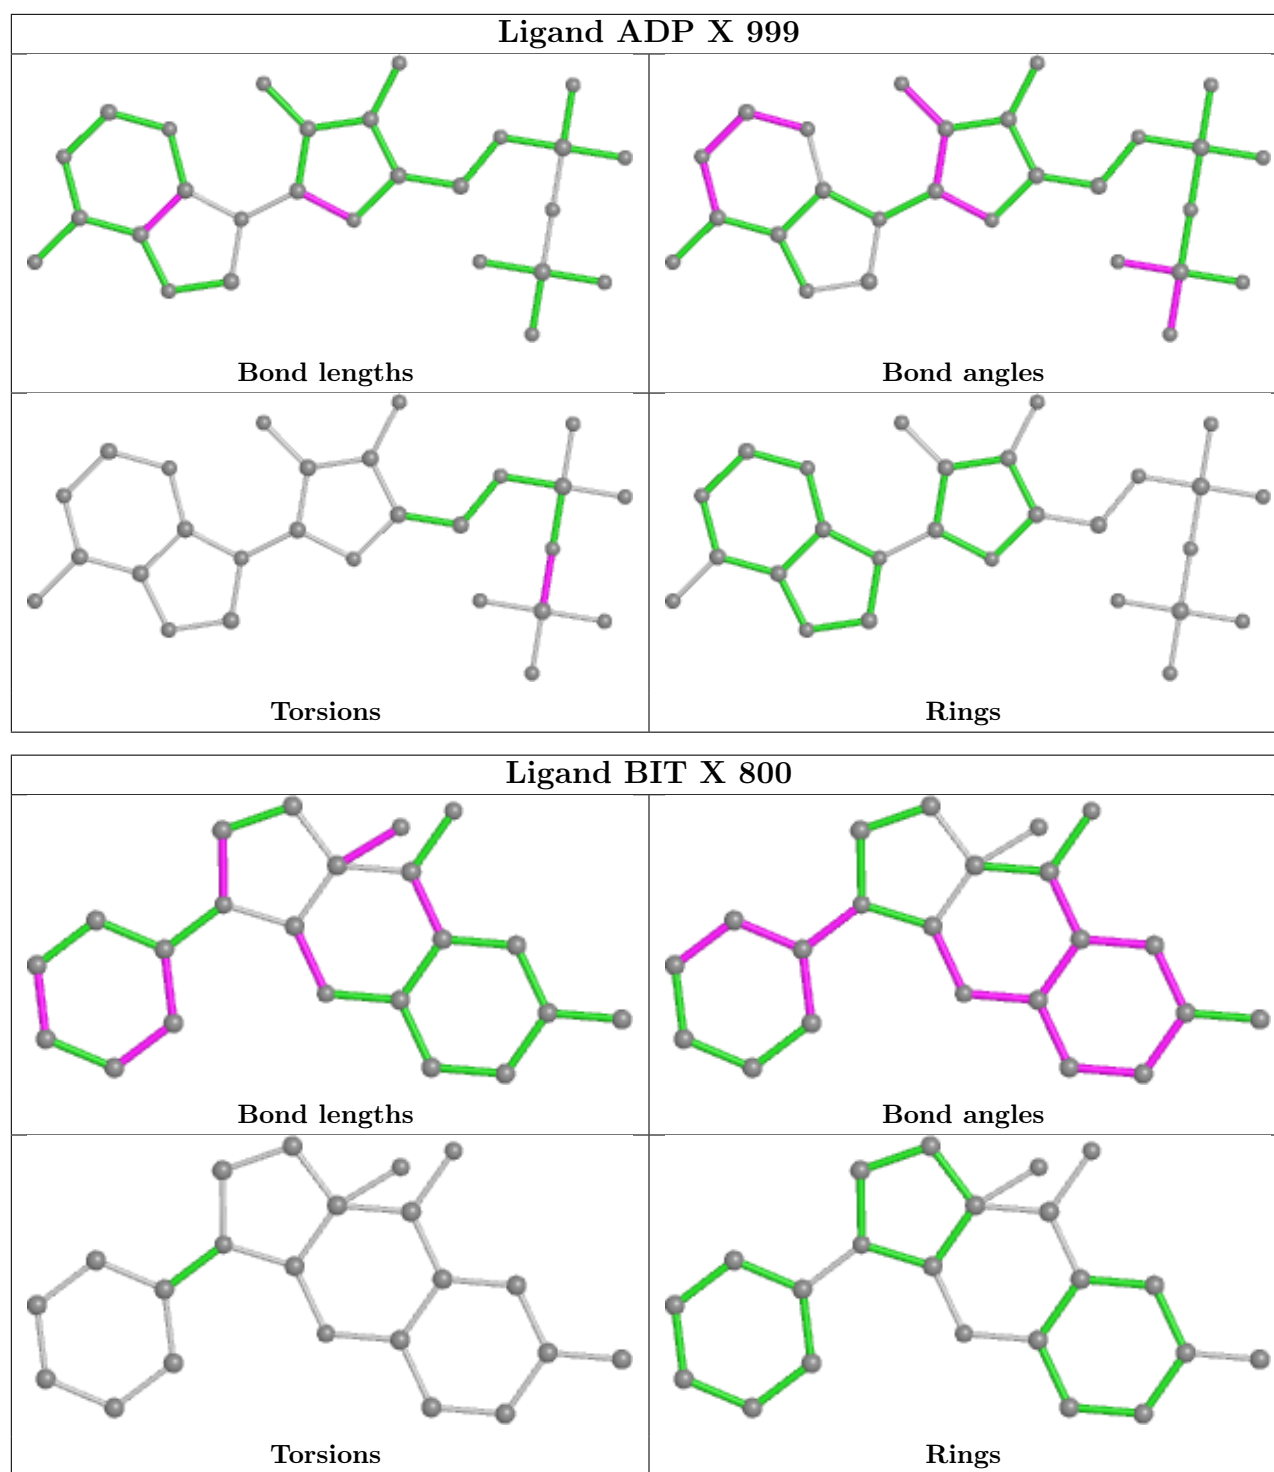 Ligand ADP X 999
Bond lengths
Bond angles
Torsions
Rings
Ligand BIT X 800
Bond lengths
Bond angles
Torsions
Rings